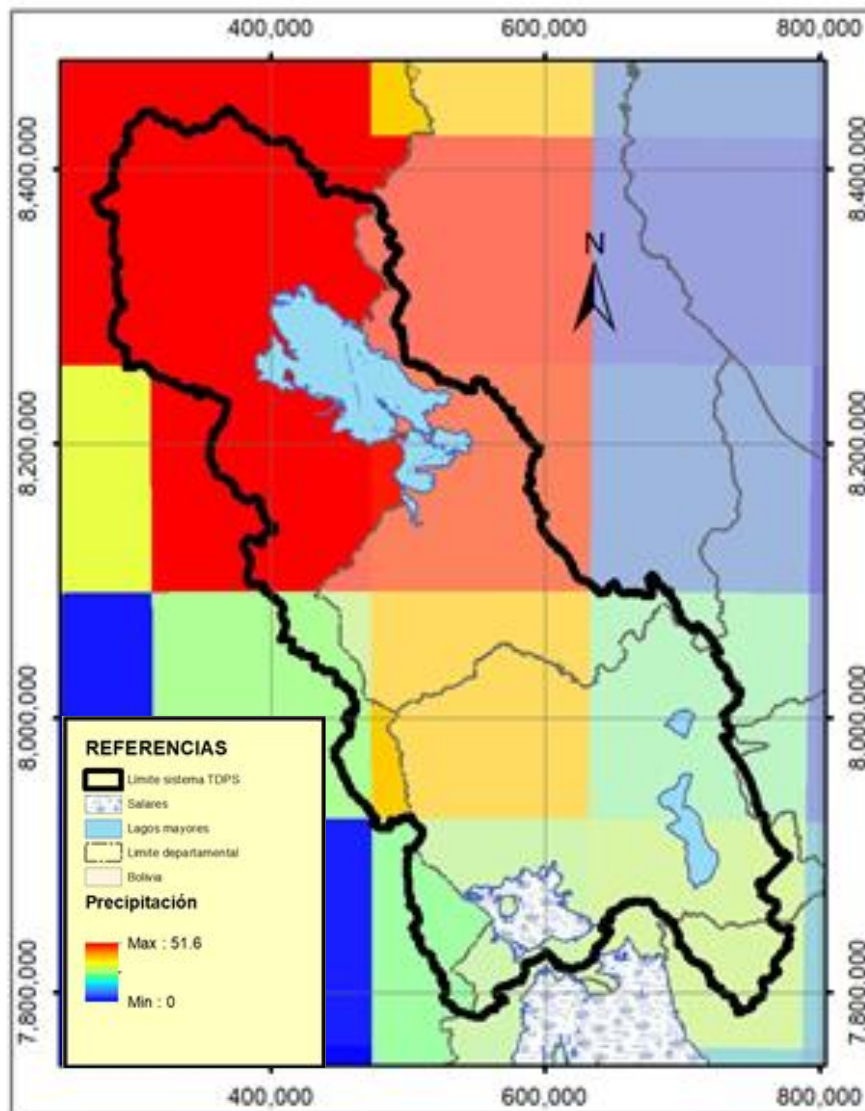 400,000 600,000 800,000
8,400,000 8,400,000
N
8,200,000 8,200,000
8,000,000 8,000,000
REFERENCIAS
Límite sistema TDPS
Salares
Lagos mayores
Límite departamental
Bolivia
Precipitación
Max : 51.6
Min : 0
7,800,000 7,800,000
400,000 600,000 800,000